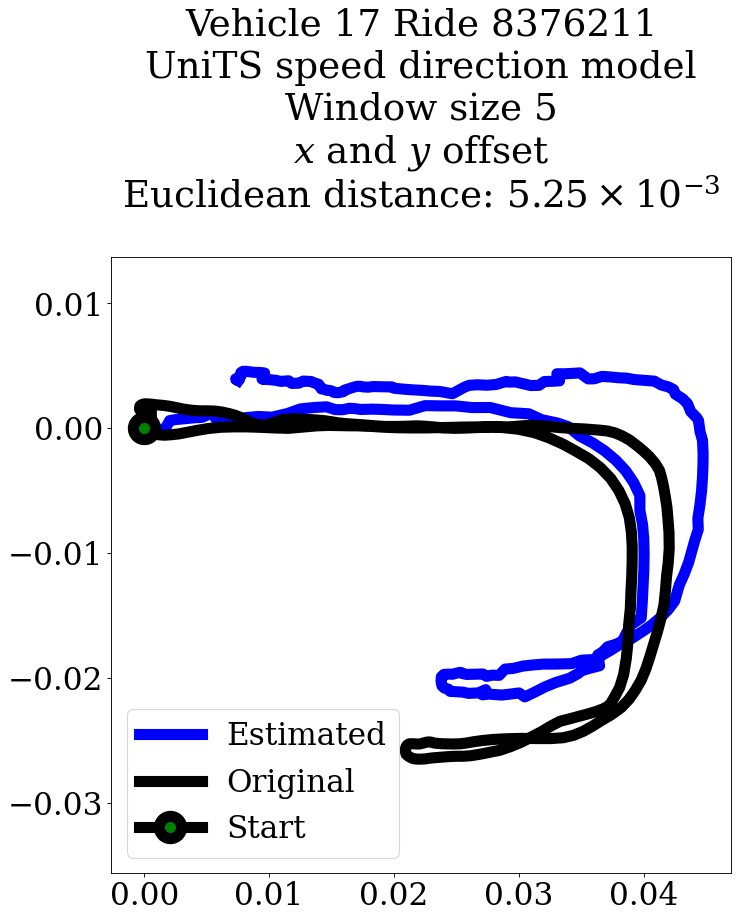 Vehicle 17 Ride 8376211
UniTS speed direction model
Window size 5
x and y offset
Euclidean distance: 5.25 × 10⁻³
0.01
0.00
−0.01
−0.02
−0.03
Estimated
Original
Start
0.00 0.01 0.02 0.03 0.04